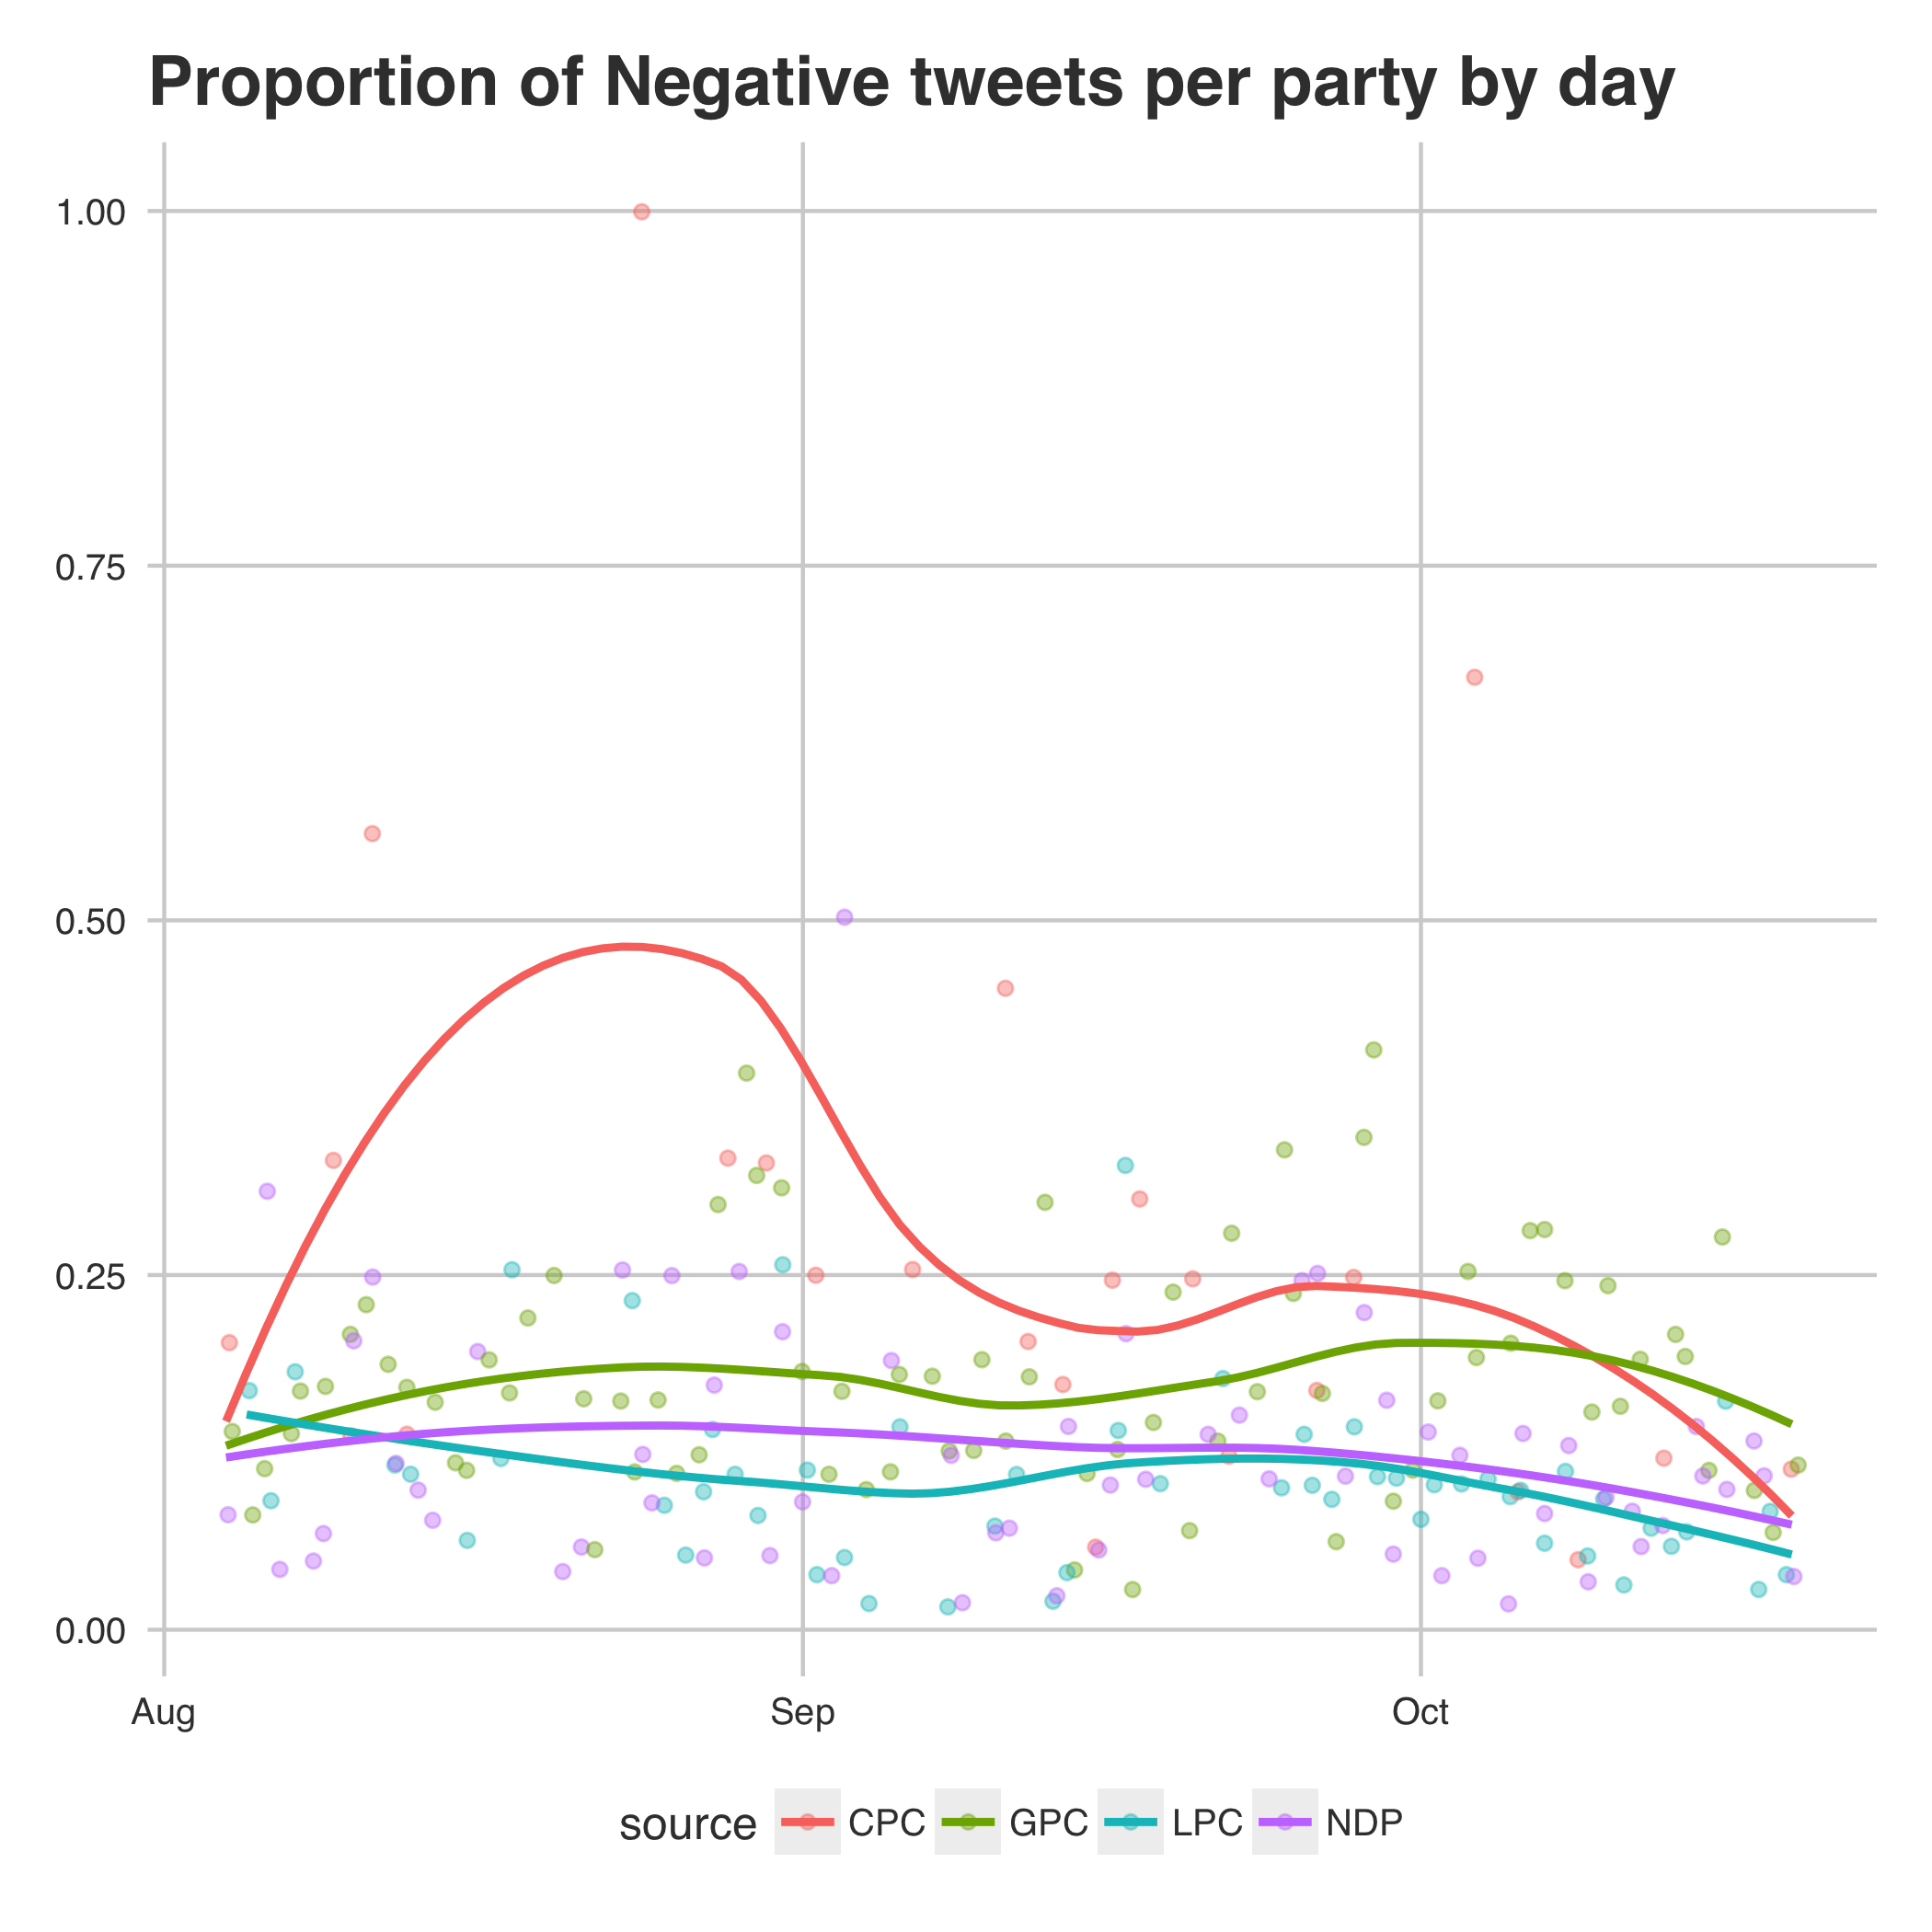 Proportion of Negative tweets per party by day
1.00
0.75
0.50
0.25
0.00
Aug Sep Oct
source CPC GPC LPC NDP